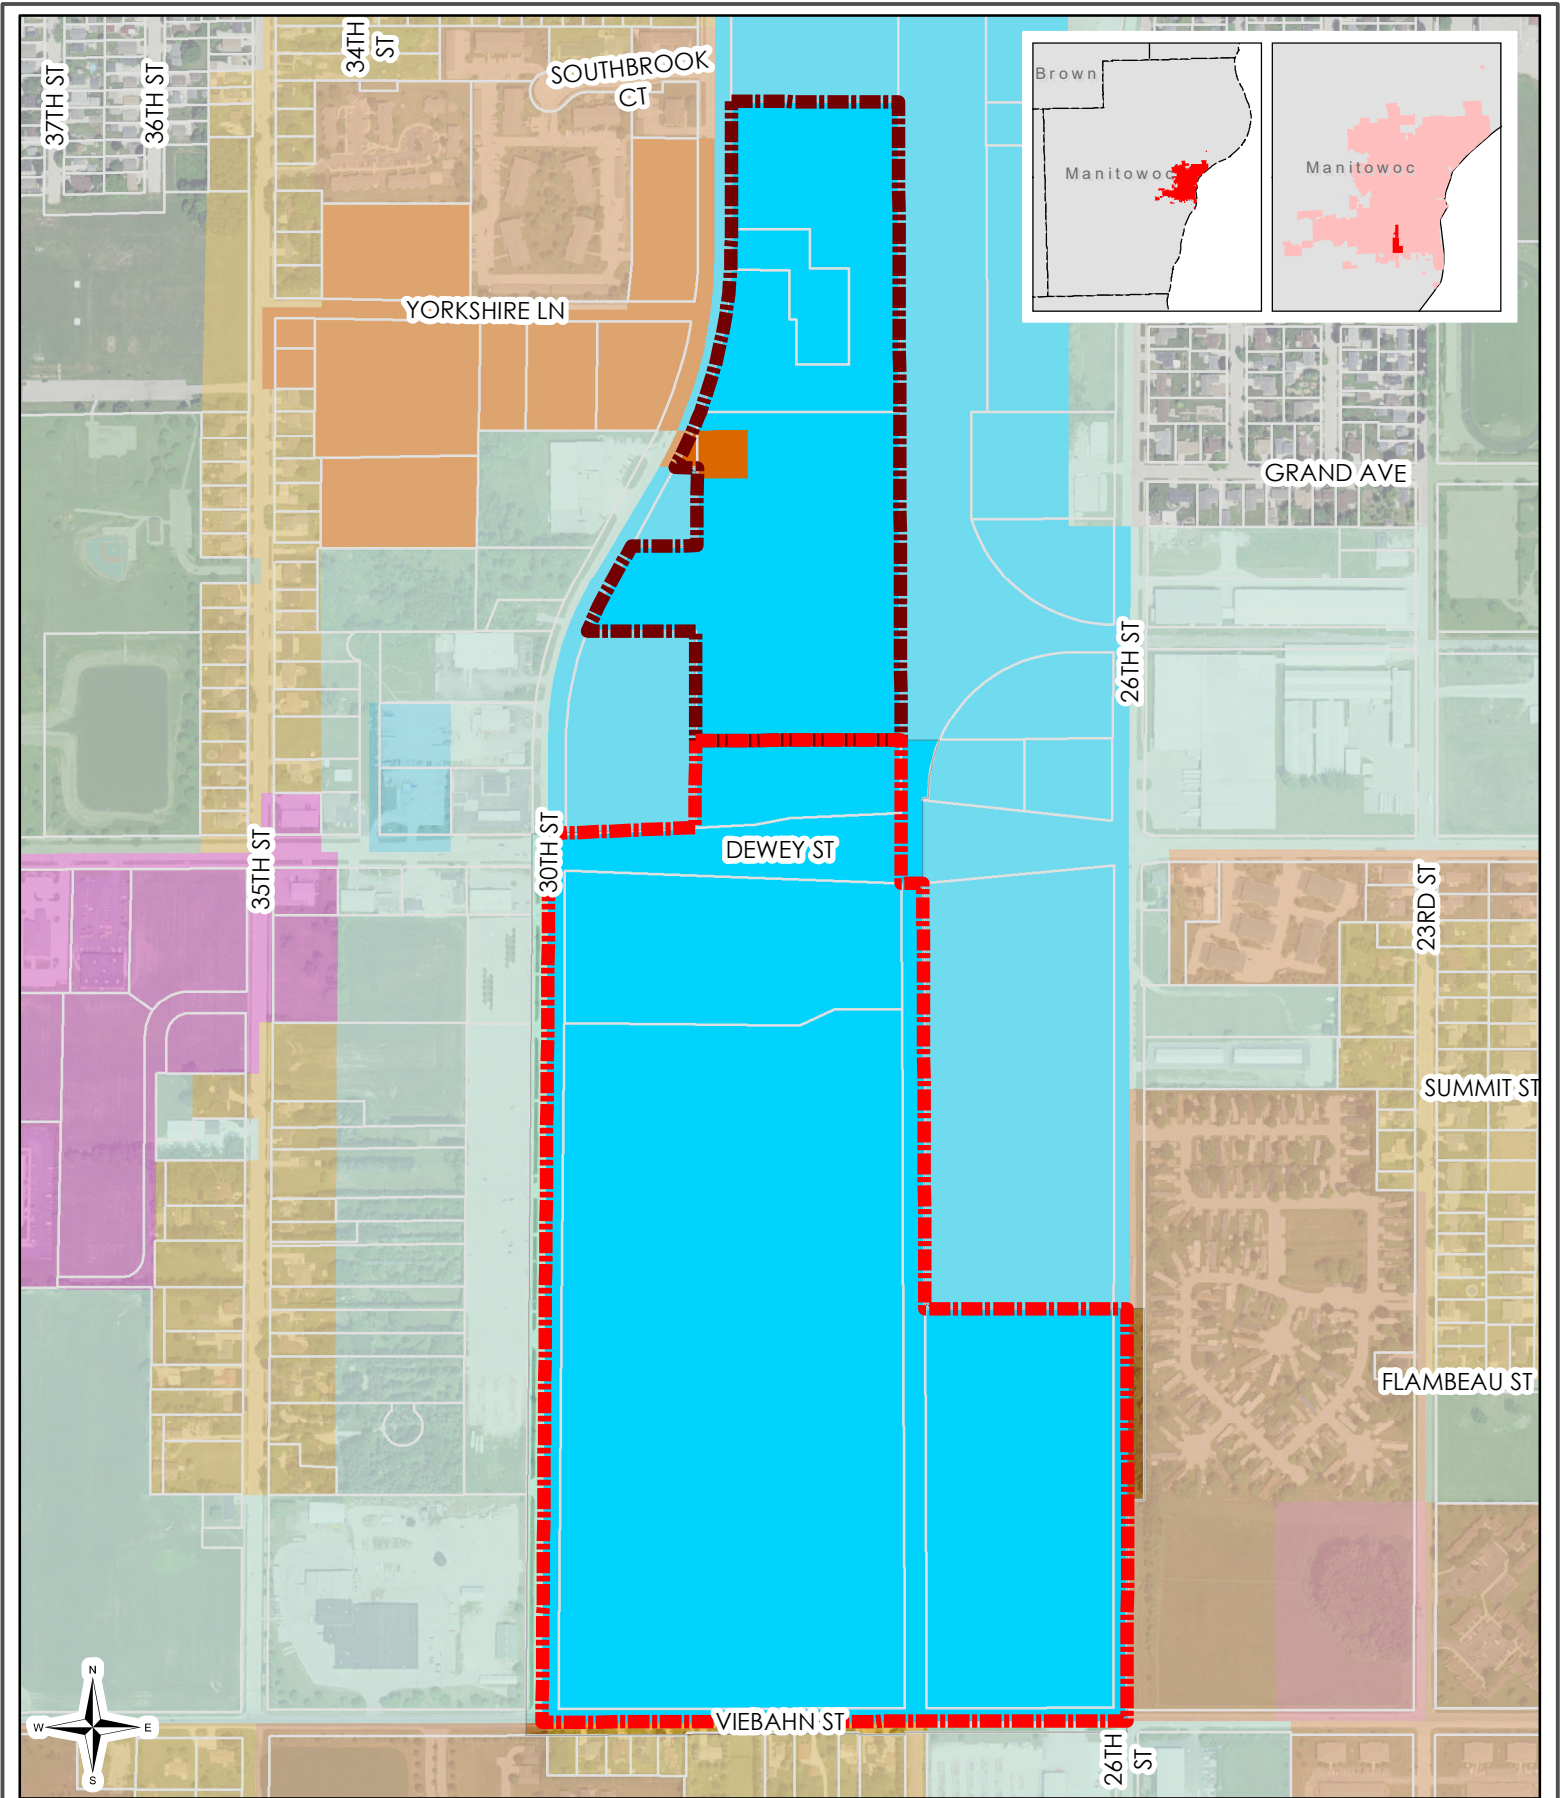 37TH ST
36TH ST
34TH
ST
SOUTHBROOK
CT
Brown
Manitowoc
Manitowoc
YORKSHIRE LN
GRAND AVE
26TH ST
30TH ST
DEWEY ST
35TH ST
23RD ST
SUMMIT ST
FLAMBEAU ST
N
W
E
S
VIEBAHN ST
26TH
ST